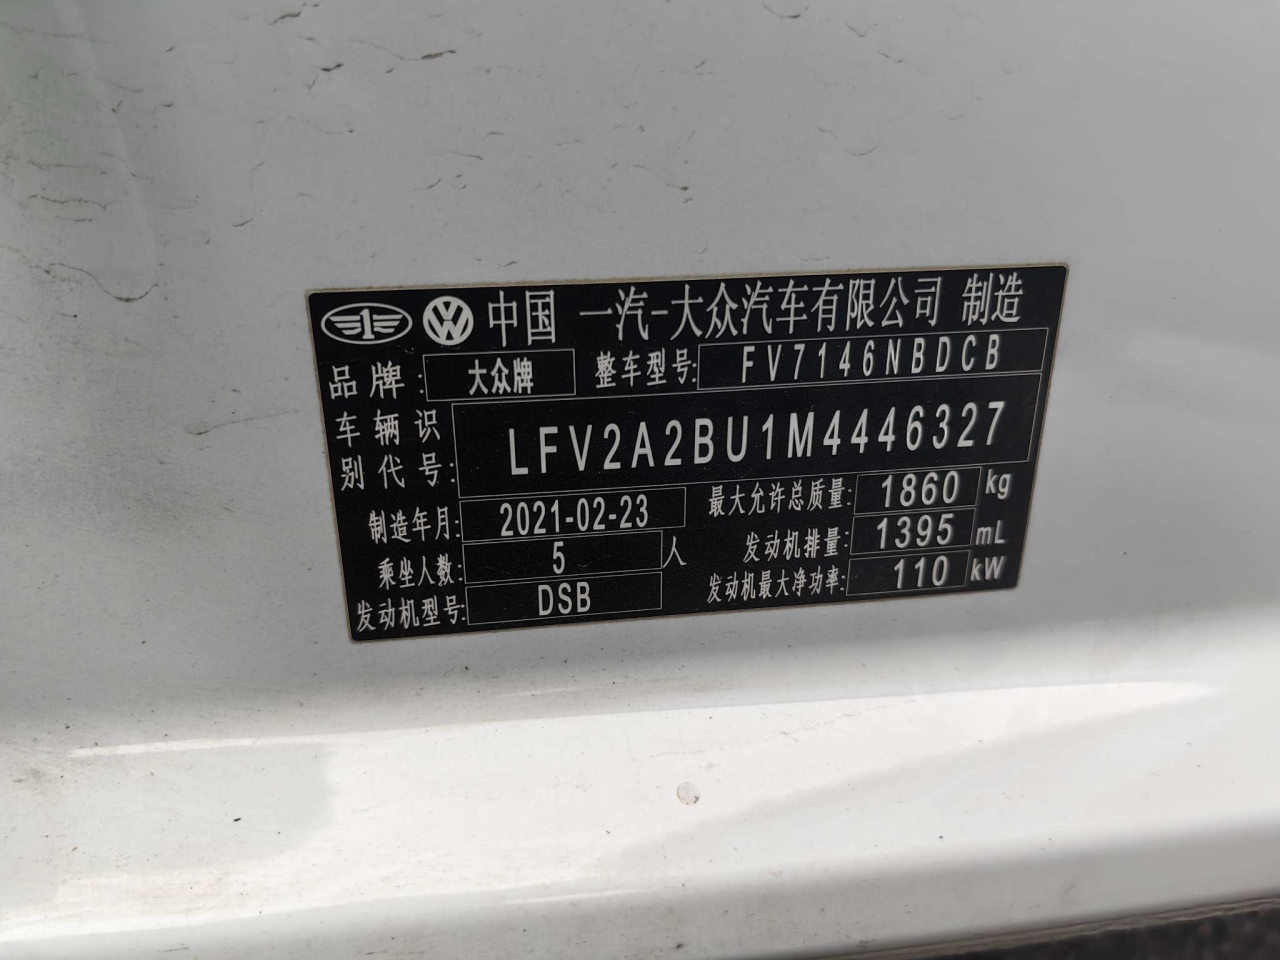 中国 一汽-大众汽车有限公司 制造
品牌: 大众牌 整车型号: FV7146NBDCB
车辆识别代号: LFV2A2BU1M4446327
制造年月: 2021-02-23 最大允许总质量: 1860 kg
乘坐人数: 5 人 发动机排量: 1395 mL
发动机型号: DSB 发动机最大净功率: 110 kW